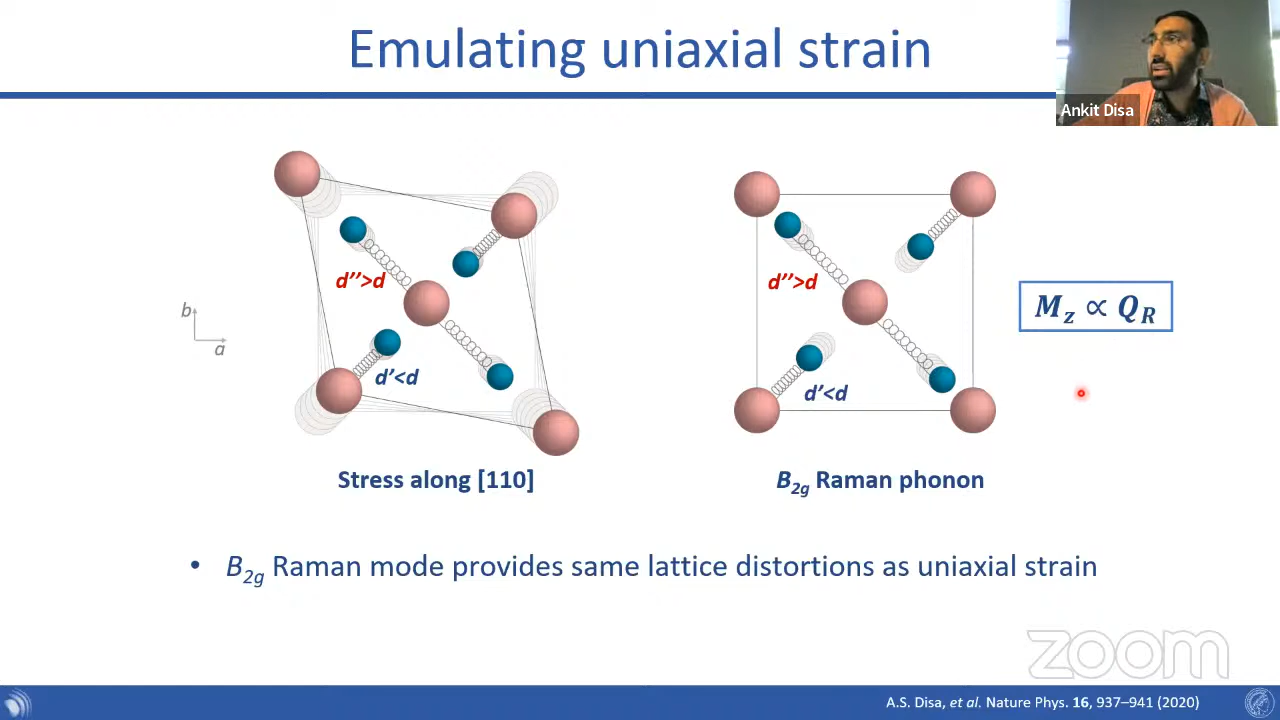 Emulating uniaxial strain
Ankit Disa
d’’>d
d’<d
b
a
Stress along [110]
d’’>d
d’<d
B2g Raman phonon
Mz ∝ QR
• B2g Raman mode provides same lattice distortions as uniaxial strain
zoom
A.S. Disa, et al. Nature Phys. 16, 937–941 (2020)